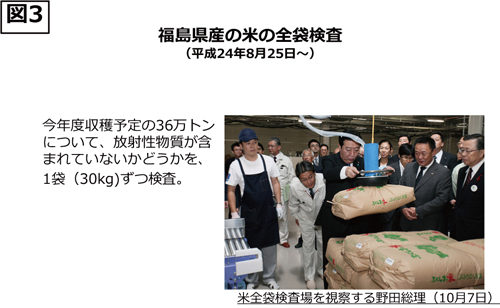 図3
福島県産の米の全袋検査
（平成24年8月25日～）
今年度収穫予定の36万トン
について、放射性物質が含
まれていないかどうかを、
1袋（30kg)ずつ検査。
米全袋検査場を視察する野田総理（10月7日）